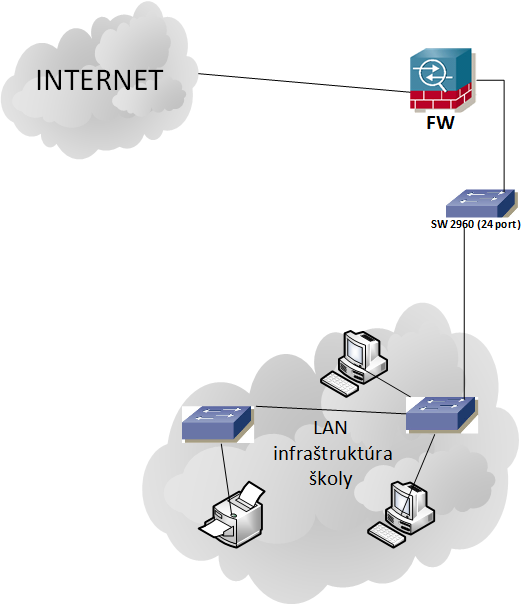 INTERNET
FW
SW 2960 (24 port)
LAN
infraštruktúra
školy